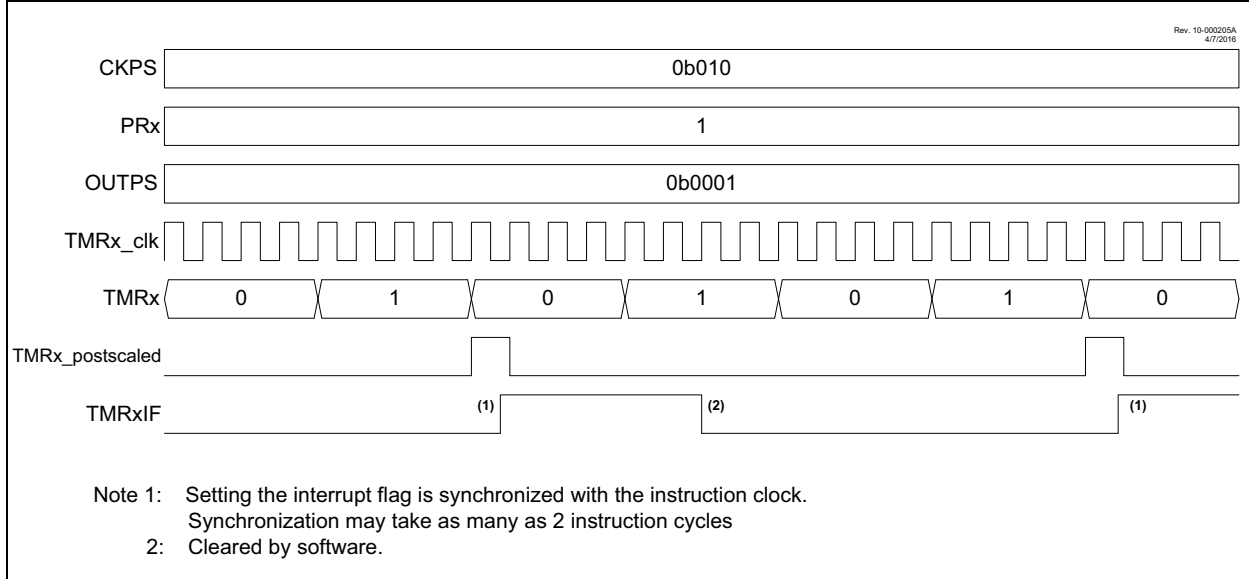 Rev. 10-000205A
4/7/2016
CKPS
0b010
PRx
1
OUTPS
0b0001
TMRx_clk
TMRx
0
1
0
1
0
1
0
TMRx_postscaled
TMRxIF
(1)
(2)
(1)
Note 1: Setting the interrupt flag is synchronized with the instruction clock.
Synchronization may take as many as 2 instruction cycles
2: Cleared by software.